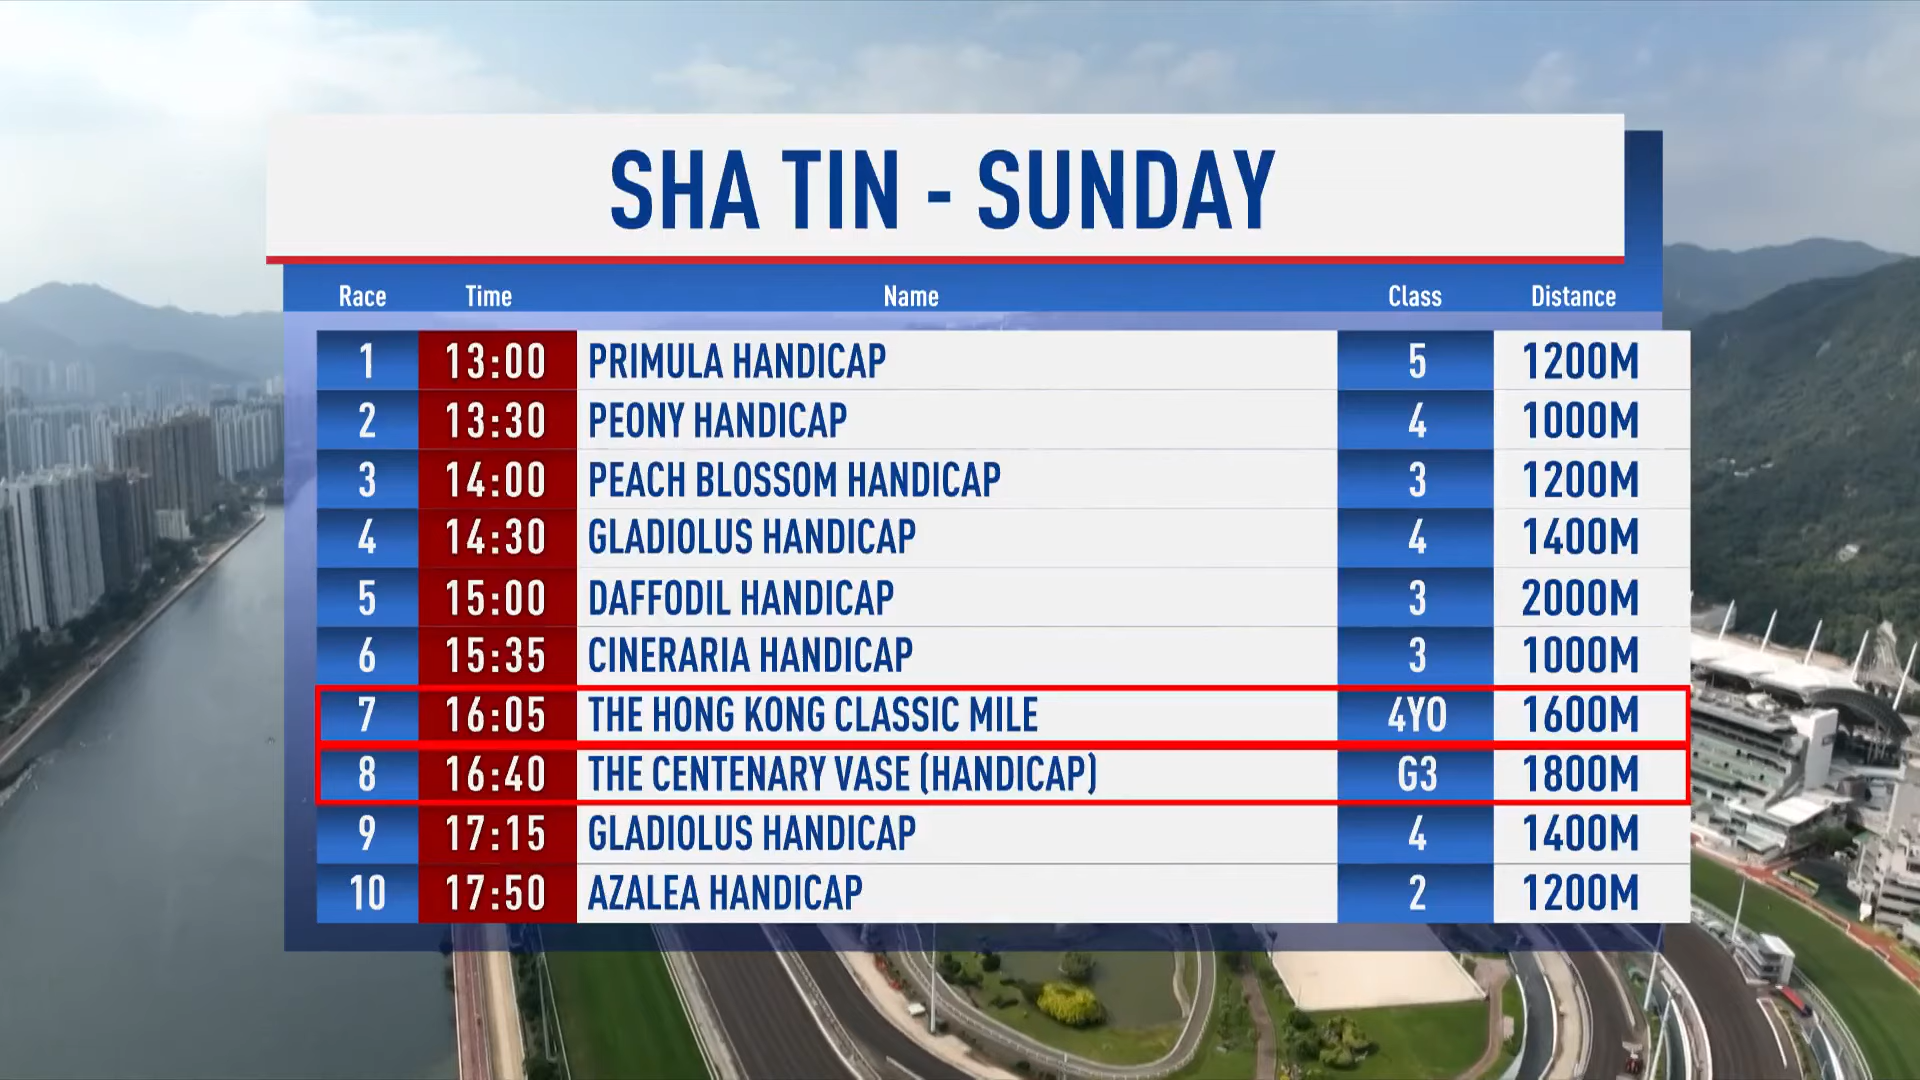 SHA TIN - SUNDAY
Race Time Name Class Distance
1 13:00 PRIMULA HANDICAP 5 1200M
2 13:30 PEONY HANDICAP 4 1000M
3 14:00 PEACH BLOSSOM HANDICAP 3 1200M
4 14:30 GLADIOLUS HANDICAP 4 1400M
5 15:00 DAFFODIL HANDICAP 3 2000M
6 15:35 CINERARIA HANDICAP 3 1000M
7 16:05 THE HONG KONG CLASSIC MILE 4YO 1600M
8 16:40 THE CENTENARY VASE (HANDICAP) G3 1800M
9 17:15 GLADIOLUS HANDICAP 4 1400M
10 17:50 AZALEA HANDICAP 2 1200M